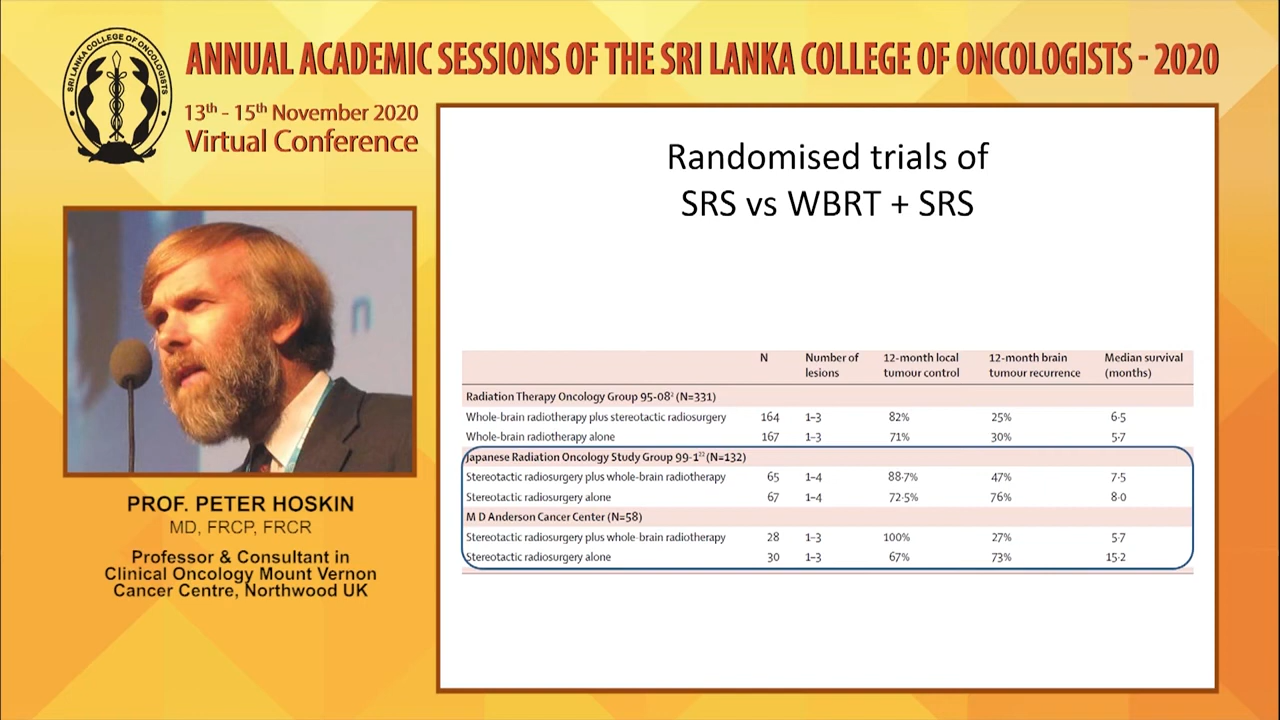 SRI LANKA COLLEGE OF ONCOLOGISTS
ANNUAL ACADEMIC SESSIONS OF THE SRI LANKA COLLEGE OF ONCOLOGISTS - 2020
13th - 15th November 2020
Virtual Conference
n
PROF. PETER HOSKIN
MD, FRCP, FRCR
Professor & Consultant in
Clinical Oncology Mount Vernon
Cancer Centre, Northwood UK
Randomised trials of
SRS vs WBRT + SRS
N Number of lesions 12-month local tumour control 12-month brain tumour recurrence Median survival (months)
Radiation Therapy Oncology Group 95-08² (N=331)
Whole-brain radiotherapy plus stereotactic radiosurgery 164 1–3 82% 25% 6·5
Whole-brain radiotherapy alone 167 1–3 71% 30% 5·7
Japanese Radiation Oncology Study Group 99-1²² (N=132)
Stereotactic radiosurgery plus whole-brain radiotherapy 65 1–4 88·7% 47% 7·5
Stereotactic radiosurgery alone 67 1–4 72·5% 76% 8·0
M D Anderson Cancer Center (N=58)
Stereotactic radiosurgery plus whole-brain radiotherapy 28 1–3 100% 27% 5·7
Stereotactic radiosurgery alone 30 1–3 67% 73% 15·2